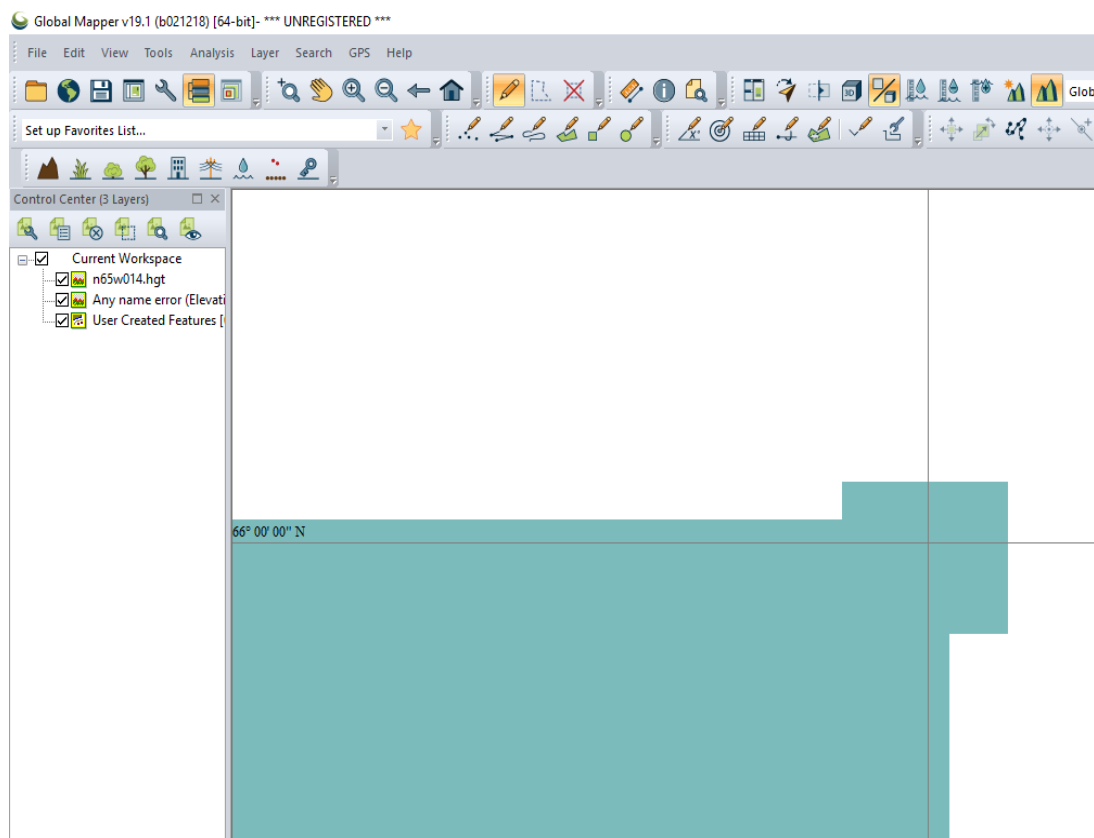 Global Mapper v19.1 (b021218) [64-bit]- *** UNREGISTERED ***
File Edit View Tools Analysis Layer Search GPS Help
Glob
Set up Favorites List...
Control Center (3 Layers)
Current Workspace
n65w014.hgt
Any name error (Elevati
User Created Features [
66° 00' 00" N